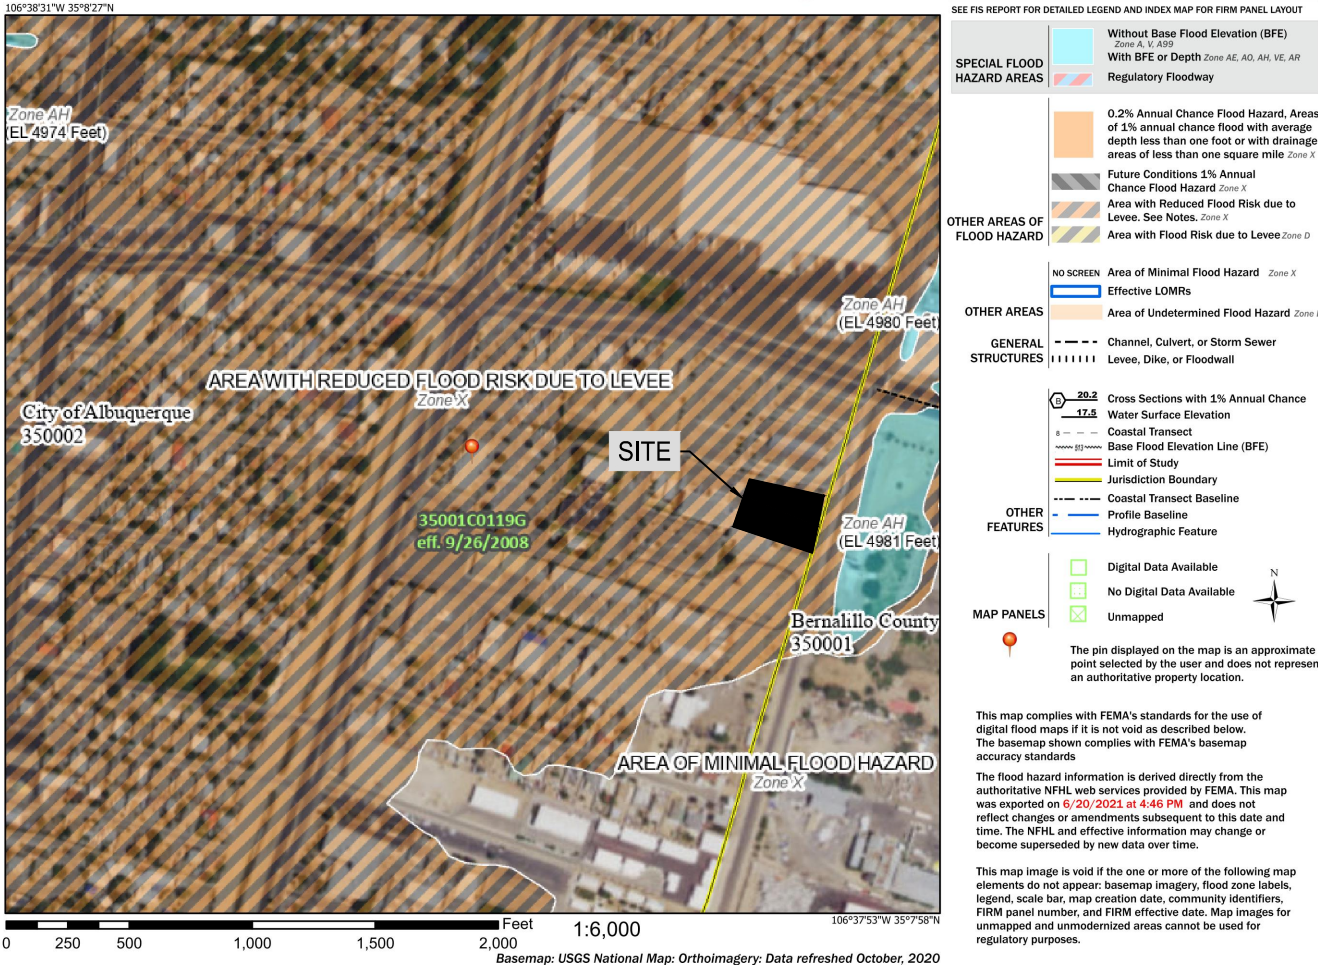 106°38'31"W 35°8'27"N
Zone AH
(EL 4974 Feet)
Zone AH
(EL 4980 Feet)
AREA WITH REDUCED FLOOD RISK DUE TO LEVEE
Zone X
City of Albuquerque
350002
SITE
35001C0119G
eff. 9/26/2008
Zone AH
(EL 4981 Feet)
Bernalillo County
350001
AREA OF MINIMAL FLOOD HAZARD
Zone X
Feet
1:6,000
106°37'53"W 35°7'58"N
0 250 500 1,000 1,500 2,000
Basemap: USGS National Map: Orthoimagery: Data refreshed October, 2020
SEE FIS REPORT FOR DETAILED LEGEND AND INDEX MAP FOR FIRM PANEL LAYOUT
SPECIAL FLOOD
HAZARD AREAS
Without Base Flood Elevation (BFE)
Zone A, V, A99
With BFE or Depth Zone AE, AO, AH, VE, AR
Regulatory Floodway
OTHER AREAS OF
FLOOD HAZARD
0.2% Annual Chance Flood Hazard, Areas
of 1% annual chance flood with average
depth less than one foot or with drainage
areas of less than one square mile Zone X
Future Conditions 1% Annual
Chance Flood Hazard Zone X
Area with Reduced Flood Risk due to
Levee. See Notes. Zone X
Area with Flood Risk due to Levee Zone D
OTHER AREAS
NO SCREEN Area of Minimal Flood Hazard Zone X
Effective LOMRs
Area of Undetermined Flood Hazard Zone
GENERAL
STRUCTURES
Channel, Culvert, or Storm Sewer
Levee, Dike, or Floodwall
OTHER
FEATURES
B 20.2 Cross Sections with 1% Annual Chance
17.5 Water Surface Elevation
8 Coastal Transect
513 Base Flood Elevation Line (BFE)
Limit of Study
Jurisdiction Boundary
Coastal Transect Baseline
Profile Baseline
Hydrographic Feature
MAP PANELS
Digital Data Available
No Digital Data Available
Unmapped
N
The pin displayed on the map is an approximate
point selected by the user and does not represen
an authoritative property location.
This map complies with FEMA's standards for the use of
digital flood maps if it is not void as described below.
The basemap shown complies with FEMA's basemap
accuracy standards
The flood hazard information is derived directly from the
authoritative NFHL web services provided by FEMA. This map
was exported on 6/20/2021 at 4:46 PM and does not
reflect changes or amendments subsequent to this date and
time. The NFHL and effective information may change or
become superseded by new data over time.
This map image is void if the one or more of the following map
elements do not appear: basemap imagery, flood zone labels,
legend, scale bar, map creation date, community identifiers,
FIRM panel number, and FIRM effective date. Map images for
unmapped and unmodernized areas cannot be used for
regulatory purposes.